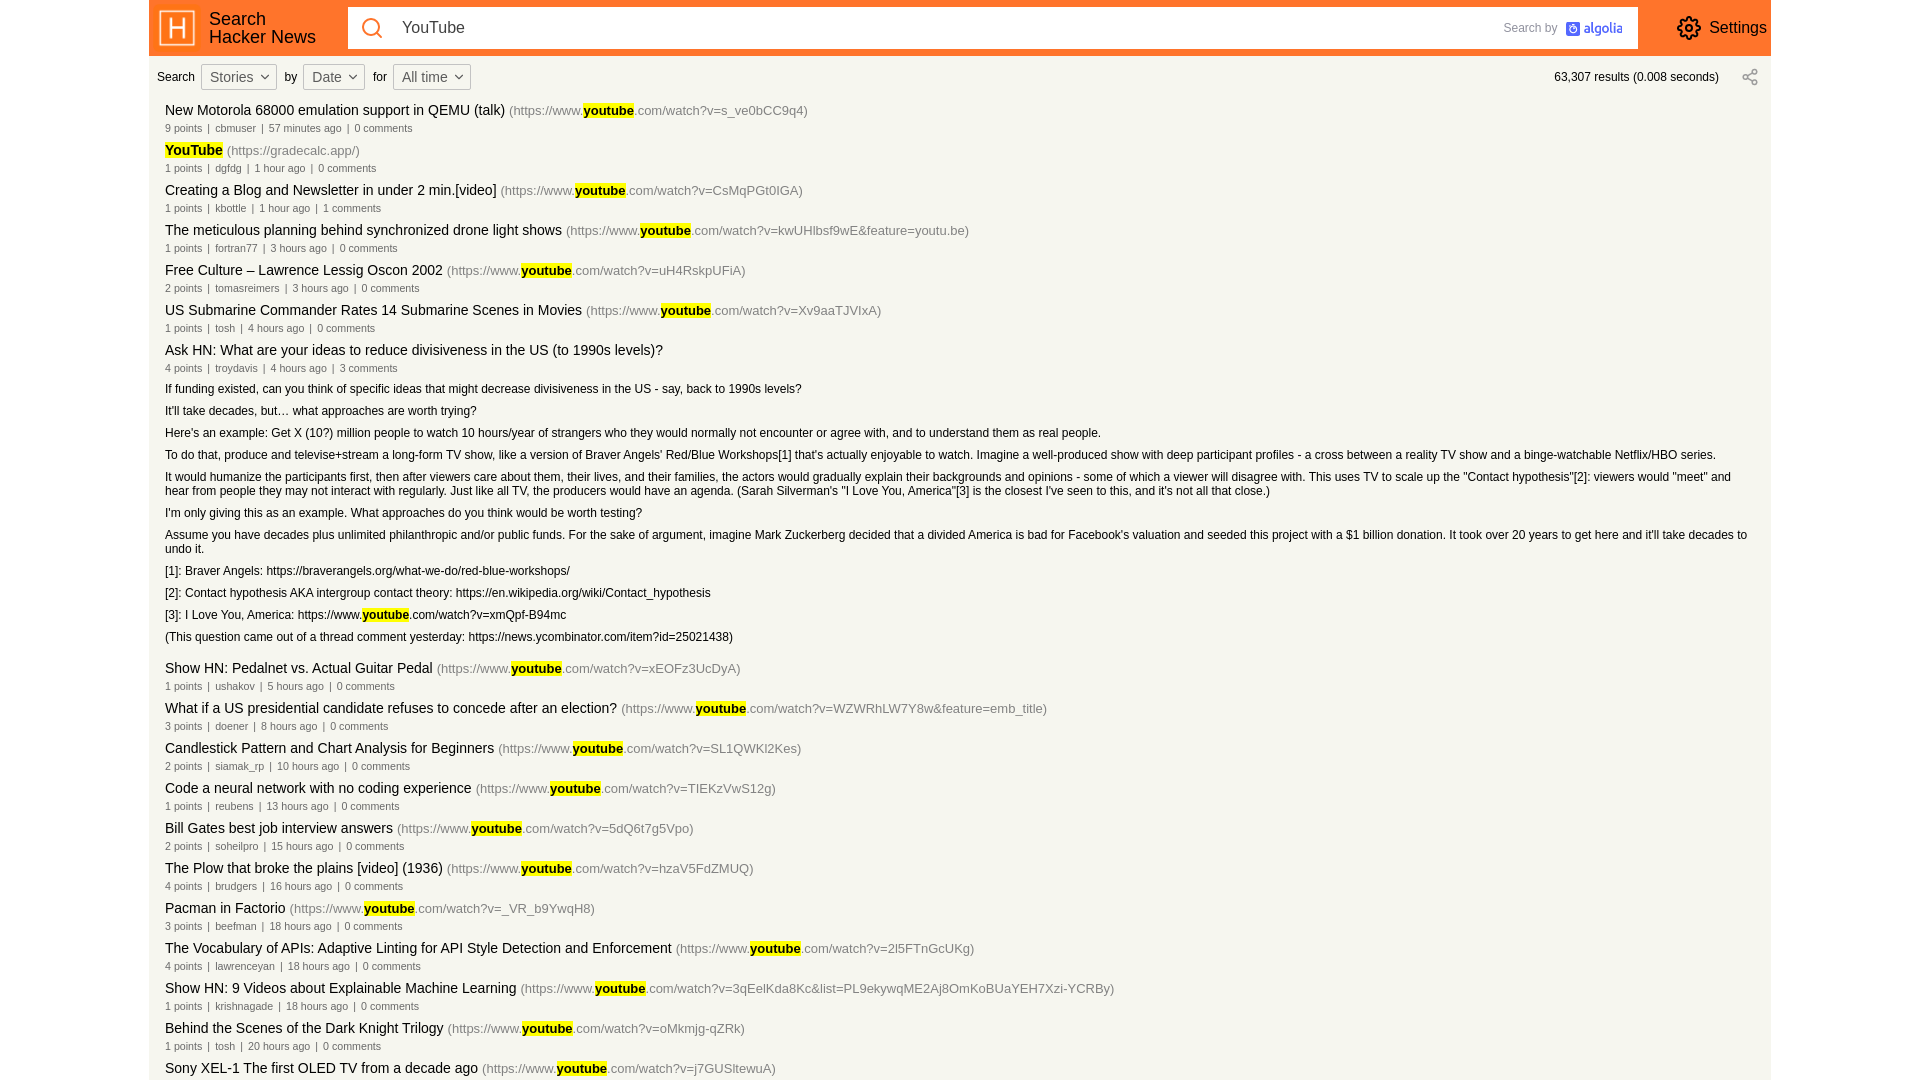 Search
Hacker News
YouTube
Search by algolia
Settings
Search Stories by Date for All time
63,307 results (0.008 seconds)
New Motorola 68000 emulation support in QEMU (talk) (https://www.youtube.com/watch?v=s_ve0bCC9q4)
9 points | cbmuser | 57 minutes ago | 0 comments
YouTube (https://gradecalc.app/)
1 points | dgfdg | 1 hour ago | 0 comments
Creating a Blog and Newsletter in under 2 min.[video] (https://www.youtube.com/watch?v=CsMqPGt0IGA)
1 points | kbottle | 1 hour ago | 1 comments
The meticulous planning behind synchronized drone light shows (https://www.youtube.com/watch?v=kwUHlbsf9wE&feature=youtu.be)
1 points | fortran77 | 3 hours ago | 0 comments
Free Culture – Lawrence Lessig Oscon 2002 (https://www.youtube.com/watch?v=uH4RskpUFiA)
2 points | tomasreimers | 3 hours ago | 0 comments
US Submarine Commander Rates 14 Submarine Scenes in Movies (https://www.youtube.com/watch?v=Xv9aaTJVIxA)
1 points | tosh | 4 hours ago | 0 comments
Ask HN: What are your ideas to reduce divisiveness in the US (to 1990s levels)?
4 points | troydavis | 4 hours ago | 3 comments
If funding existed, can you think of specific ideas that might decrease divisiveness in the US - say, back to 1990s levels?
It'll take decades, but… what approaches are worth trying?
Here's an example: Get X (10?) million people to watch 10 hours/year of strangers who they would normally not encounter or agree with, and to understand them as real people.
To do that, produce and televise+stream a long-form TV show, like a version of Braver Angels' Red/Blue Workshops[1] that's actually enjoyable to watch. Imagine a well-produced show with deep participant profiles - a cross between a reality TV show and a binge-watchable Netflix/HBO series.
It would humanize the participants first, then after viewers care about them, their lives, and their families, the actors would gradually explain their backgrounds and opinions - some of which a viewer will disagree with. This uses TV to scale up the "Contact hypothesis"[2]: viewers would "meet" and
hear from people they may not interact with regularly. Just like all TV, the producers would have an agenda. (Sarah Silverman's "I Love You, America"[3] is the closest I've seen to this, and it's not all that close.)
I'm only giving this as an example. What approaches do you think would be worth testing?
Assume you have decades plus unlimited philanthropic and/or public funds. For the sake of argument, imagine Mark Zuckerberg decided that a divided America is bad for Facebook's valuation and seeded this project with a $1 billion donation. It took over 20 years to get here and it'll take decades to
undo it.
[1]: Braver Angels: https://braverangels.org/what-we-do/red-blue-workshops/
[2]: Contact hypothesis AKA intergroup contact theory: https://en.wikipedia.org/wiki/Contact_hypothesis
[3]: I Love You, America: https://www.youtube.com/watch?v=xmQpf-B94mc
(This question came out of a thread comment yesterday: https://news.ycombinator.com/item?id=25021438)
Show HN: Pedalnet vs. Actual Guitar Pedal (https://www.youtube.com/watch?v=xEOFz3UcDyA)
1 points | ushakov | 5 hours ago | 0 comments
What if a US presidential candidate refuses to concede after an election? (https://www.youtube.com/watch?v=WZWRhLW7Y8w&feature=emb_title)
3 points | doener | 8 hours ago | 0 comments
Candlestick Pattern and Chart Analysis for Beginners (https://www.youtube.com/watch?v=SL1QWKl2Kes)
2 points | siamak_rp | 10 hours ago | 0 comments
Code a neural network with no coding experience (https://www.youtube.com/watch?v=TIEKzVwS12g)
1 points | reubens | 13 hours ago | 0 comments
Bill Gates best job interview answers (https://www.youtube.com/watch?v=5dQ6t7g5Vpo)
2 points | soheilpro | 15 hours ago | 0 comments
The Plow that broke the plains [video] (1936) (https://www.youtube.com/watch?v=hzaV5FdZMUQ)
4 points | brudgers | 16 hours ago | 0 comments
Pacman in Factorio (https://www.youtube.com/watch?v=_VR_b9YwqH8)
3 points | beefman | 18 hours ago | 0 comments
The Vocabulary of APIs: Adaptive Linting for API Style Detection and Enforcement (https://www.youtube.com/watch?v=2l5FTnGcUKg)
4 points | lawrenceyan | 18 hours ago | 0 comments
Show HN: 9 Videos about Explainable Machine Learning (https://www.youtube.com/watch?v=3qEelKda8Kc&list=PL9ekywqME2Aj8OmKoBUaYEH7Xzi-YCRBy)
1 points | krishnagade | 18 hours ago | 0 comments
Behind the Scenes of the Dark Knight Trilogy (https://www.youtube.com/watch?v=oMkmjg-qZRk)
1 points | tosh | 20 hours ago | 0 comments
Sony XEL-1 The first OLED TV from a decade ago (https://www.youtube.com/watch?v=j7GUSltewuA)